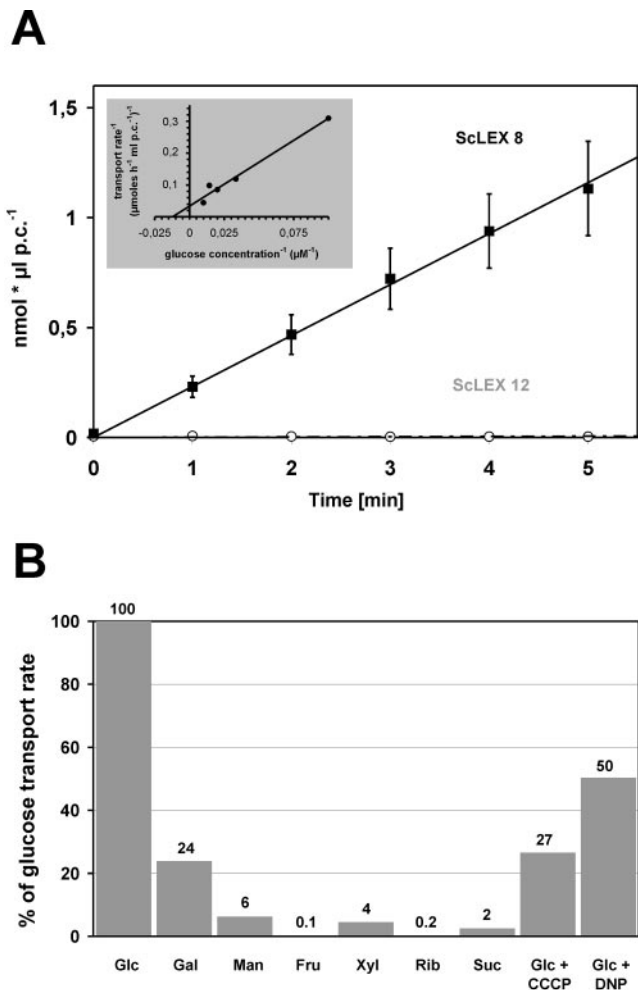 A
nmol * µl p.c.⁻¹
1,5
1
0,5
0
transport rate⁻¹
(µmoles h⁻¹ ml p.c.⁻¹)⁻¹
0,3
0,2
0,1
-0,025
0
0,025
0,075
glucose concentration⁻¹ (µM⁻¹)
ScLEX 8
ScLEX 12
0 1 2 3 4 5
Time [min]
B
% of glucose transport rate
100
80
60
40
20
0
100
24
6
0.1
4
0.2
2
27
50
Glc Gal Man Fru Xyl Rib Suc Glc + Glc +
CCCP DNP